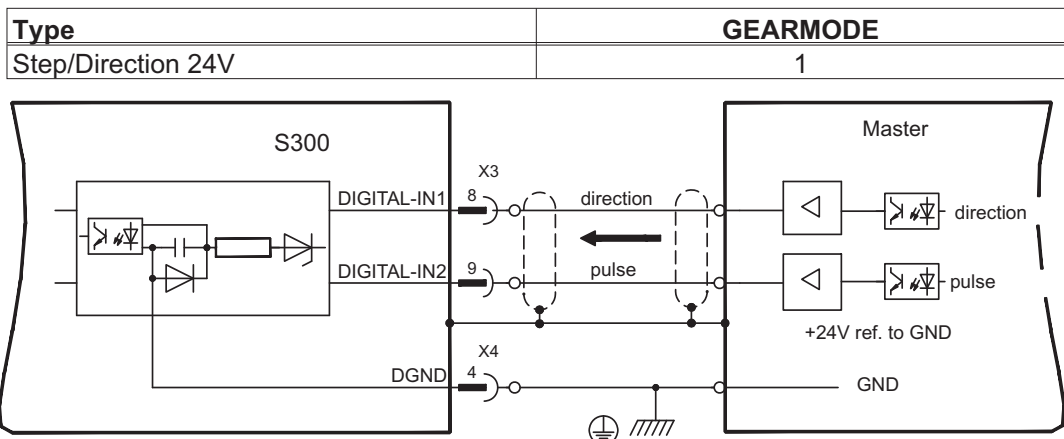 Type GEARMODE
Step/Direction 24V 1
S300
Master
X3
DIGITAL-IN1 8 direction direction
DIGITAL-IN2 9 pulse pulse
+24V ref. to GND
X4
DGND 4 GND